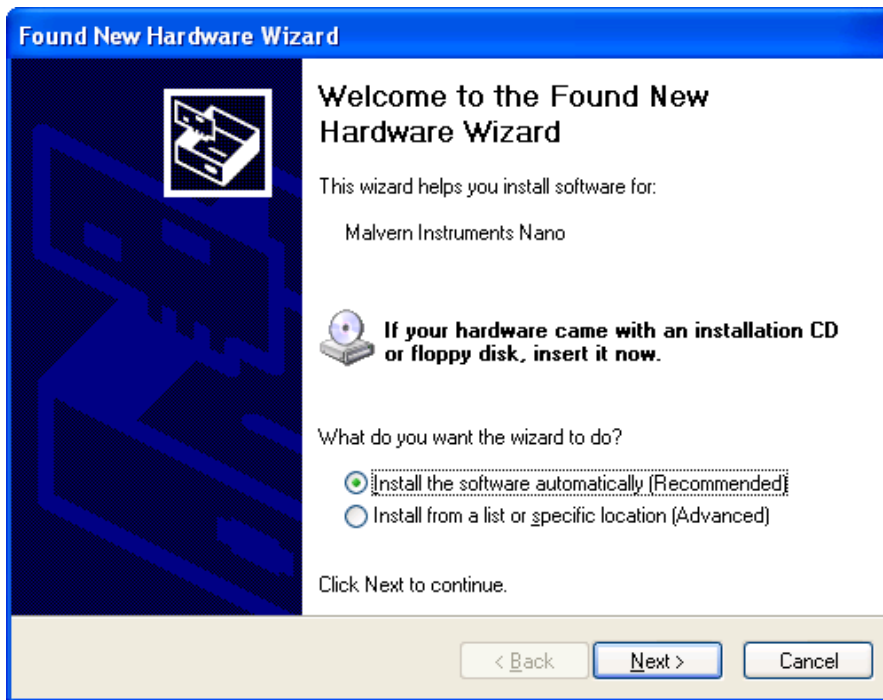 Found New Hardware Wizard
Welcome to the Found New
Hardware Wizard
This wizard helps you install software for:
Malvern Instruments Nano
If your hardware came with an installation CD
or floppy disk, insert it now.
What do you want the wizard to do?
Install the software automatically (Recommended)
Install from a list or specific location (Advanced)
Click Next to continue.
< Back
Next >
Cancel